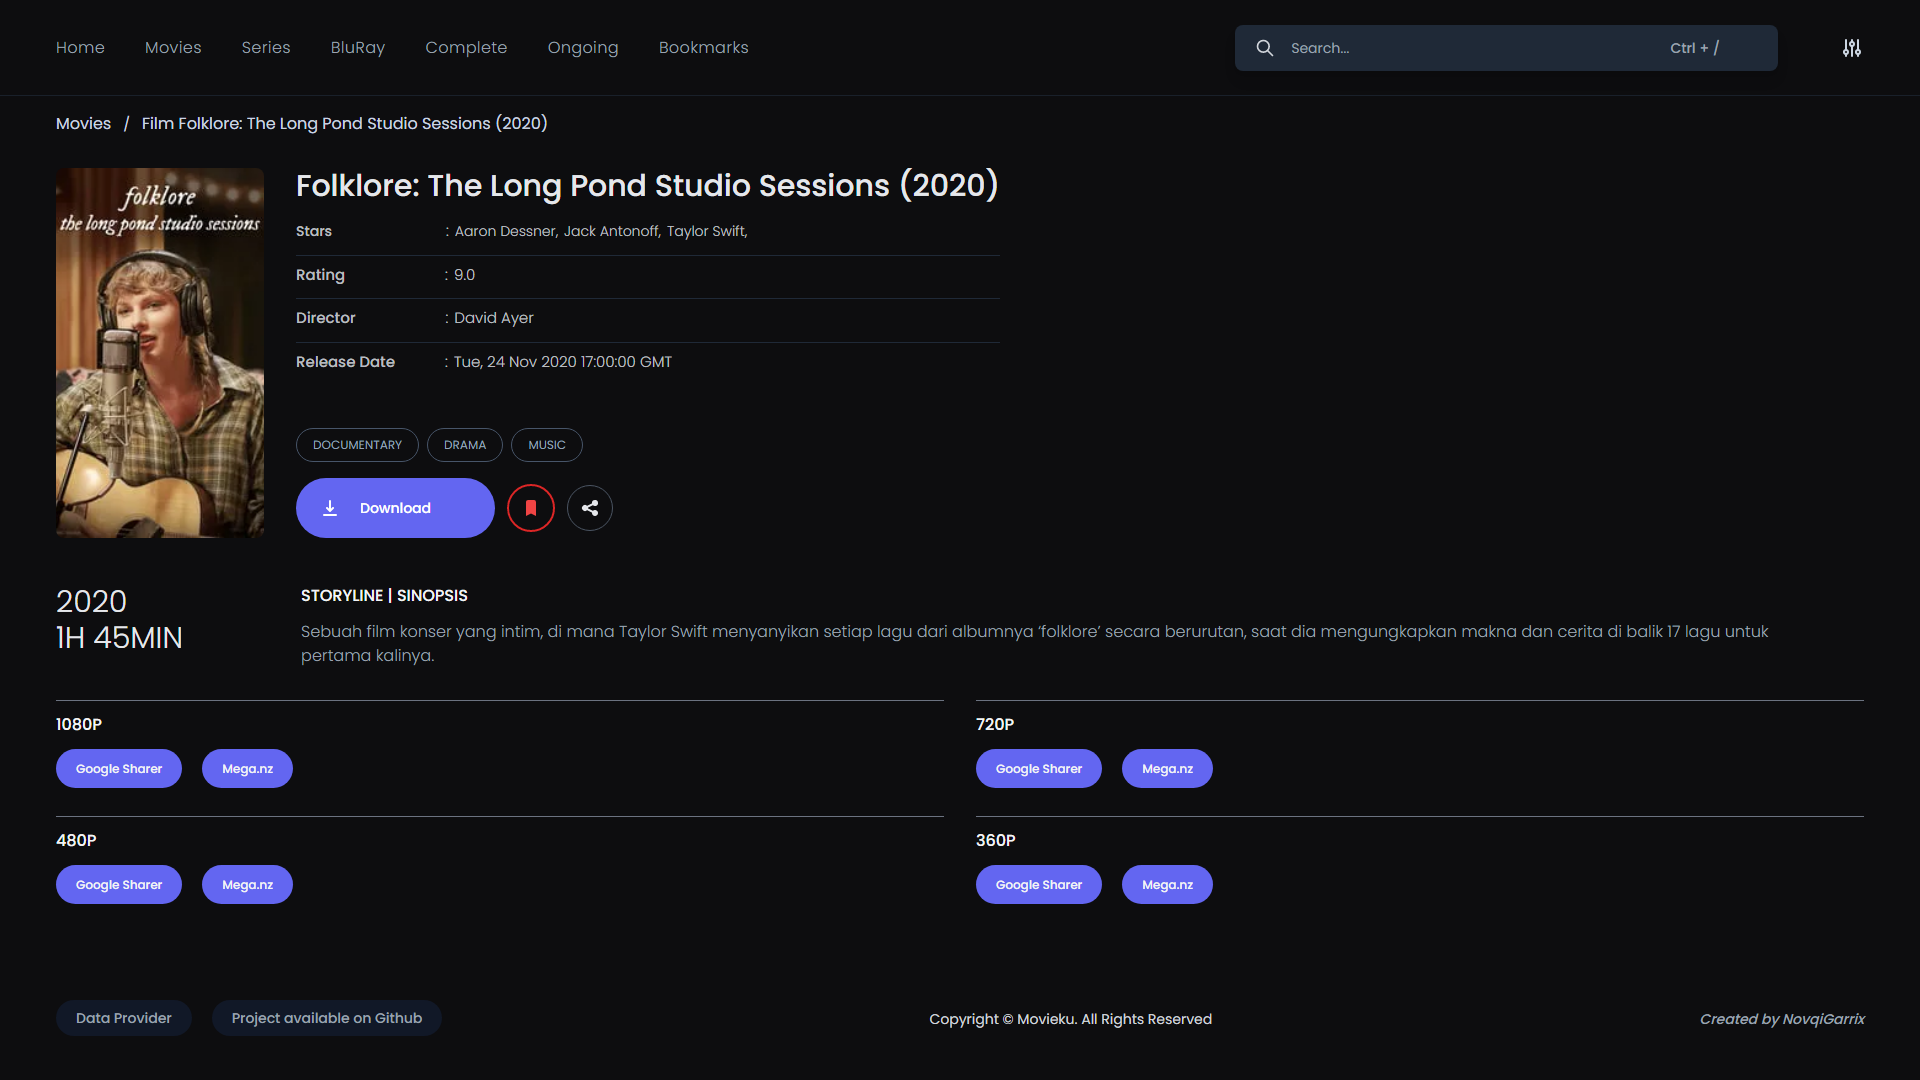 Home Movies Series BluRay Complete Ongoing Bookmarks
Search... Ctrl + /
Movies / Film Folklore: The Long Pond Studio Sessions (2020)
folklore
the long pond studio sessions
Folklore: The Long Pond Studio Sessions (2020)
Stars : Aaron Dessner, Jack Antonoff, Taylor Swift,
Rating : 9.0
Director : David Ayer
Release Date : Tue, 24 Nov 2020 17:00:00 GMT
DOCUMENTARY DRAMA MUSIC
Download
2020
1H 45MIN
STORYLINE | SINOPSIS
Sebuah film konser yang intim, di mana Taylor Swift menyanyikan setiap lagu dari albumnya ‘folklore’ secara berurutan, saat dia mengungkapkan makna dan cerita di balik 17 lagu untuk
pertama kalinya.
1080P
Google Sharer Mega.nz
720P
Google Sharer Mega.nz
480P
Google Sharer Mega.nz
360P
Google Sharer Mega.nz
Data Provider Project available on Github
Copyright © Movieku. All Rights Reserved
Created by NovqiGarrix